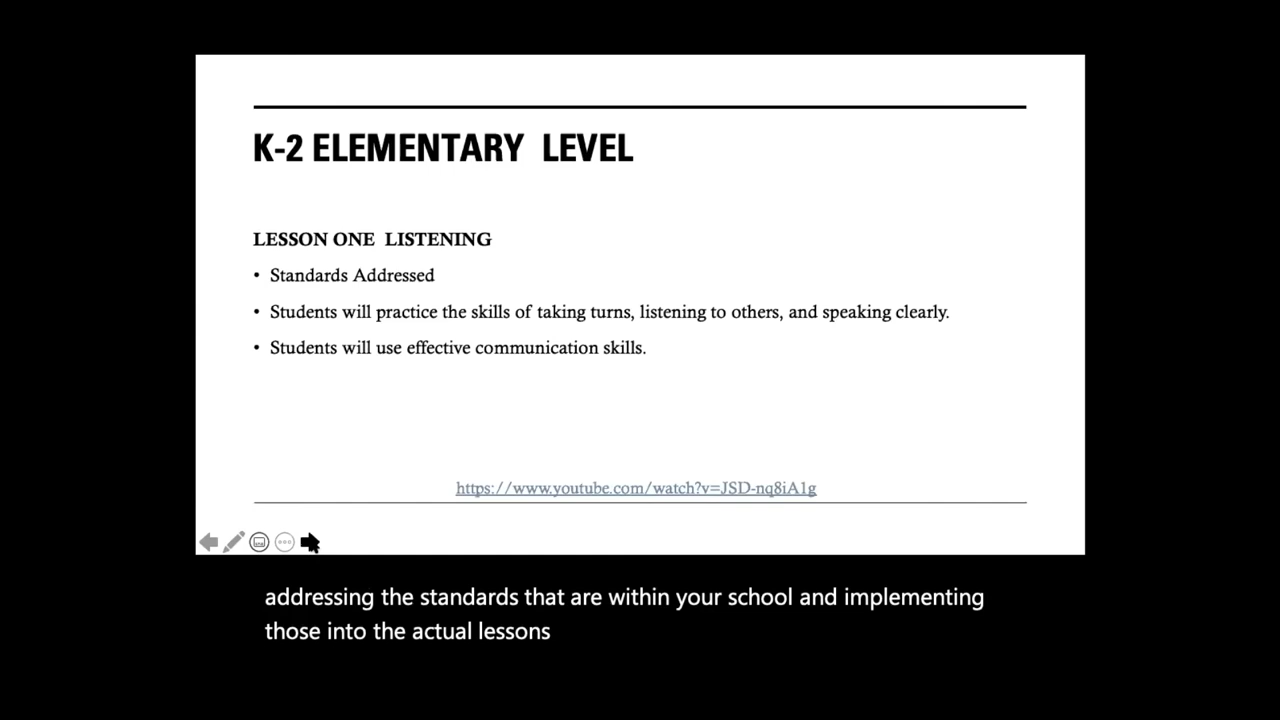 K-2 ELEMENTARY LEVEL
LESSON ONE LISTENING
• Standards Addressed
• Students will practice the skills of taking turns, listening to others, and speaking clearly.
• Students will use effective communication skills.
https://www.youtube.com/watch?v=JSD-nq8iA1g
addressing the standards that are within your school and implementing
those into the actual lessons